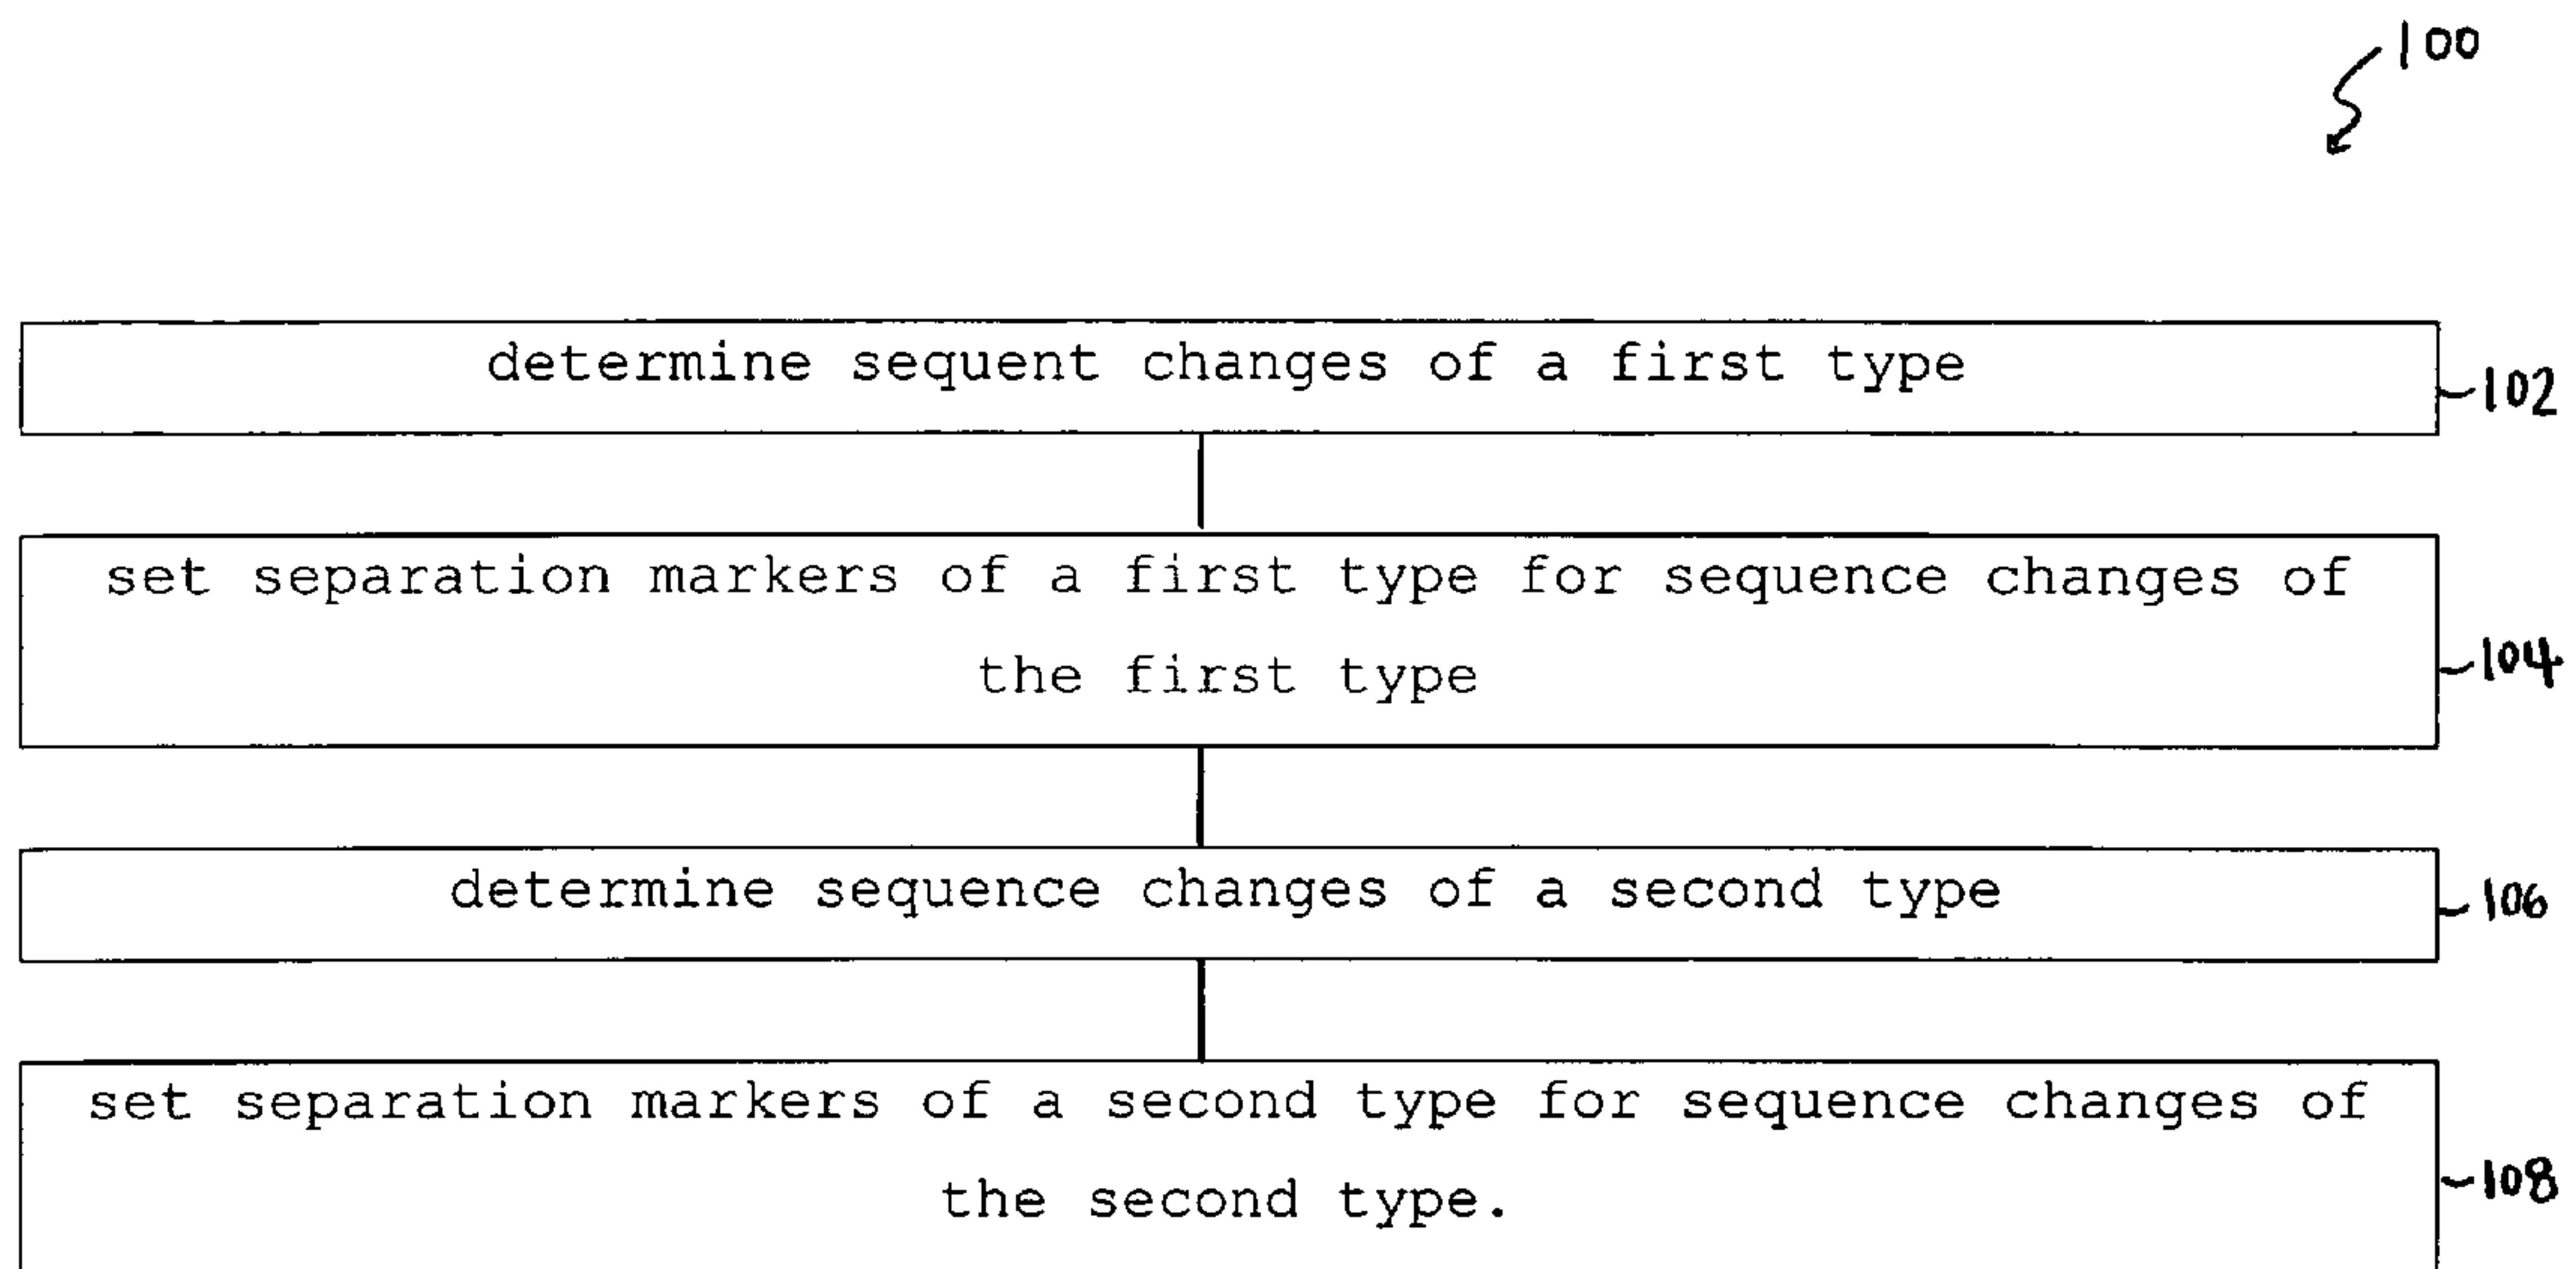 100
determine sequent changes of a first type
102
set separation markers of a first type for sequence changes of
the first type
104
determine sequence changes of a second type
106
set separation markers of a second type for sequence changes of
the second type.
108